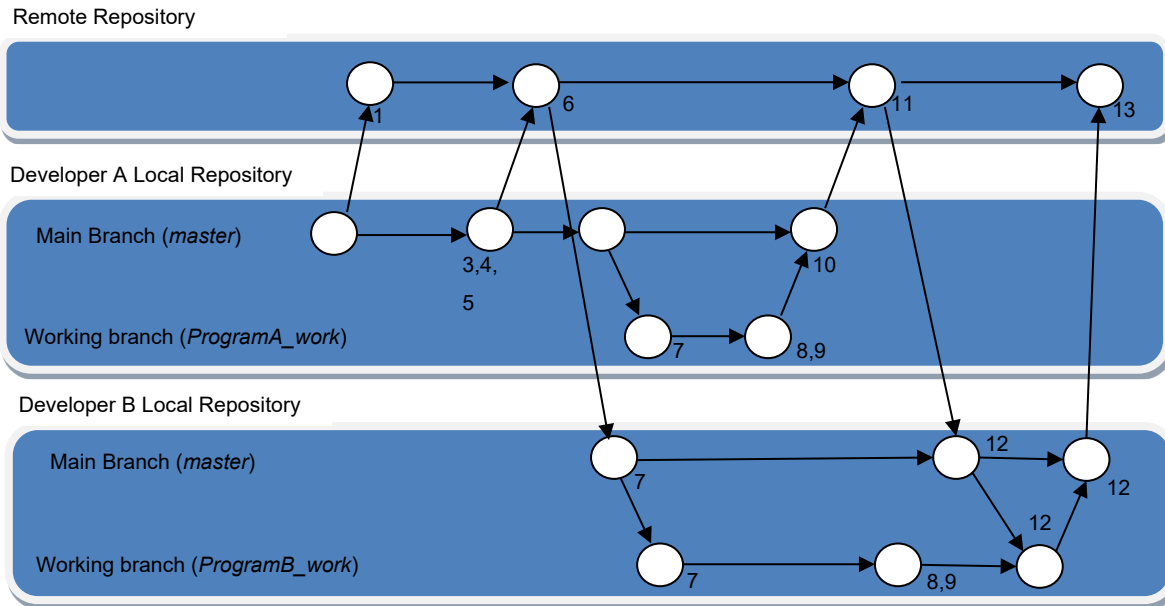 Remote Repository
1
6
11
13
Developer A Local Repository
Main Branch (master)
3,4,
5
10
Working branch (ProgramA_work)
7
8,9
Developer B Local Repository
Main Branch (master)
7
12
12
12
Working branch (ProgramB_work)
7
8,9